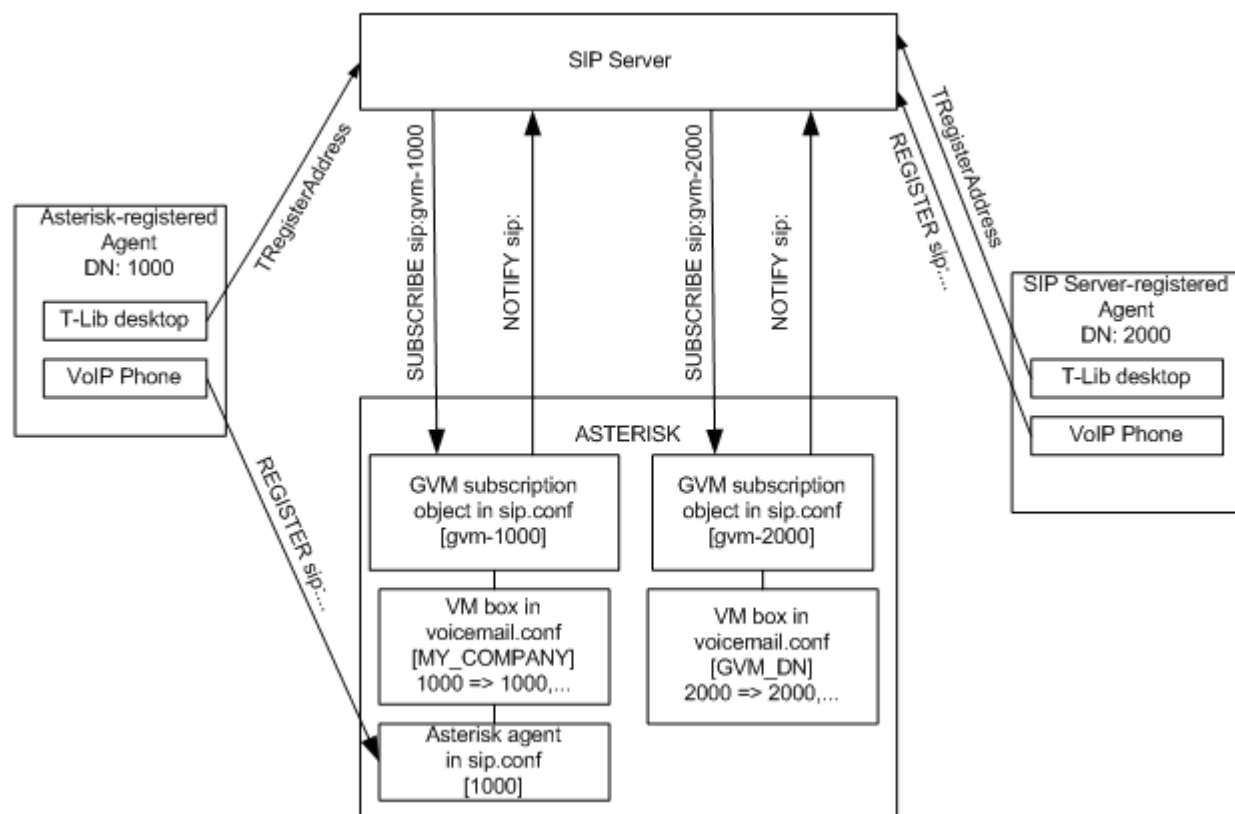 SIP Server
TRegisterAddress
SUBSCRIBE sip:gvm-1000
NOTIFY sip:
SUBSCRIBE sip:gvm-2000
NOTIFY sip:
TRegisterAddress
REGISTER sip:....
Asterisk-registered
Agent
DN: 1000
T-Lib desktop
VoIP Phone
SIP Server-registered
Agent
DN: 2000
T-Lib desktop
VoIP Phone
REGISTER sip:....
ASTERISK
GVM subscription
object in sip.conf
[gvm-1000]
GVM subscription
object in sip.conf
[gvm-2000]
VM box in
voicemail.conf
[MY_COMPANY]
1000 => 1000,...
VM box in
voicemail.conf
[GVM_DN]
2000 => 2000,...
Asterisk agent
in sip.conf
[1000]